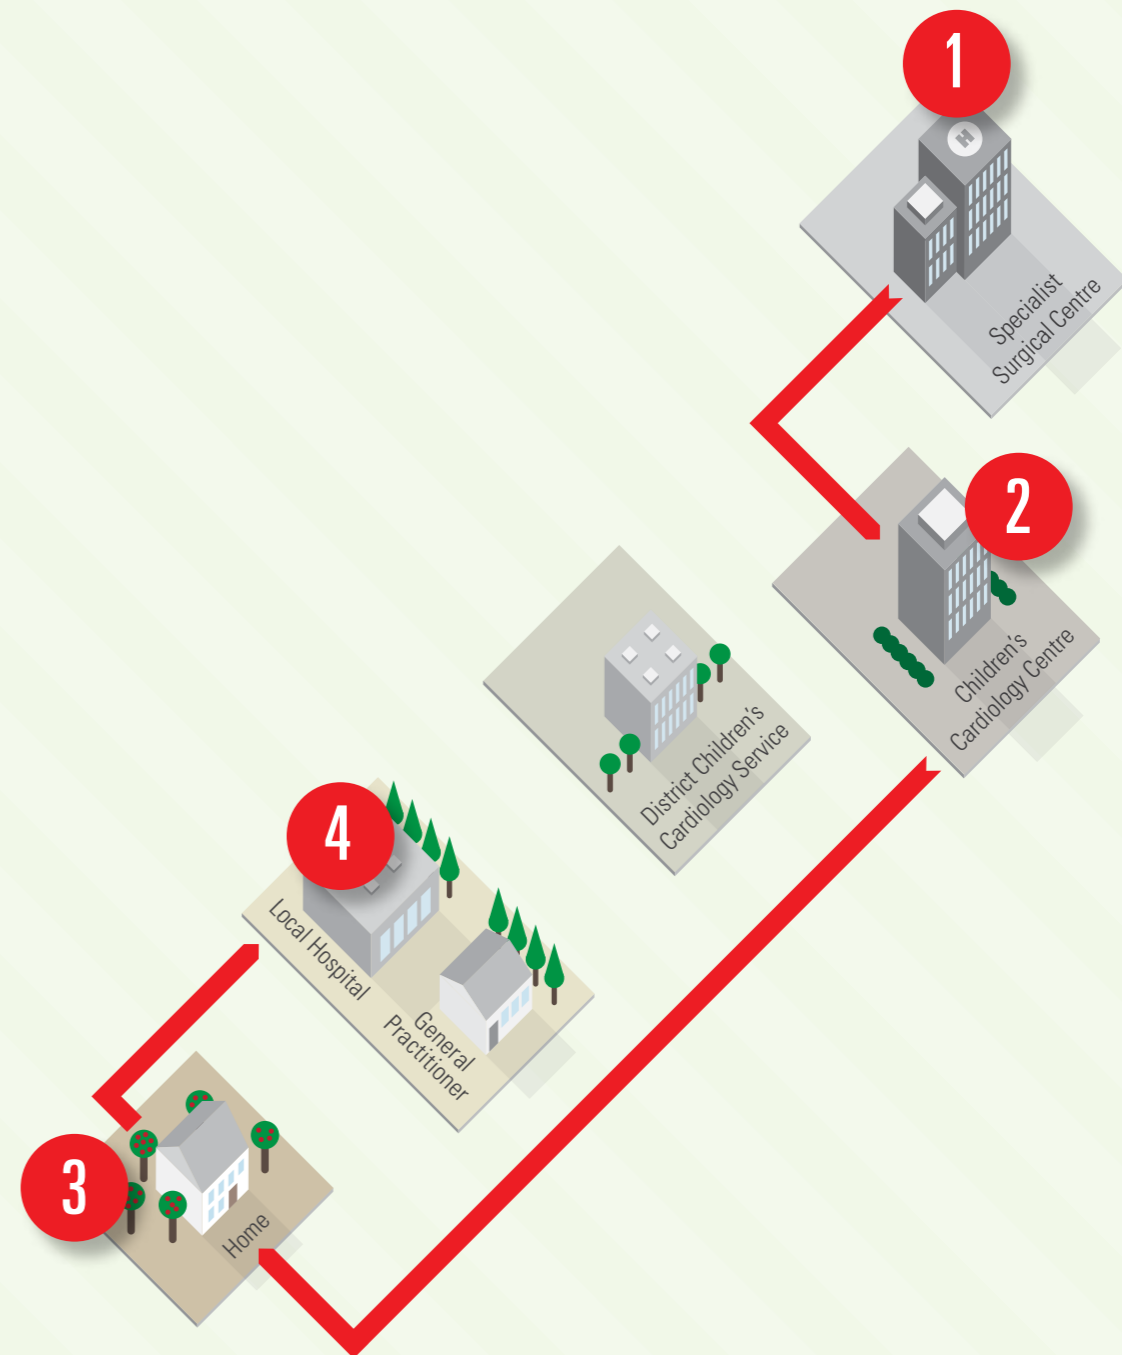 1
H
Specialist
Surgical Centre
2
Children's
Cardiology Centre
District Children's
Cardiology Service
4
Local Hospital
General
Practitioner
3
Home